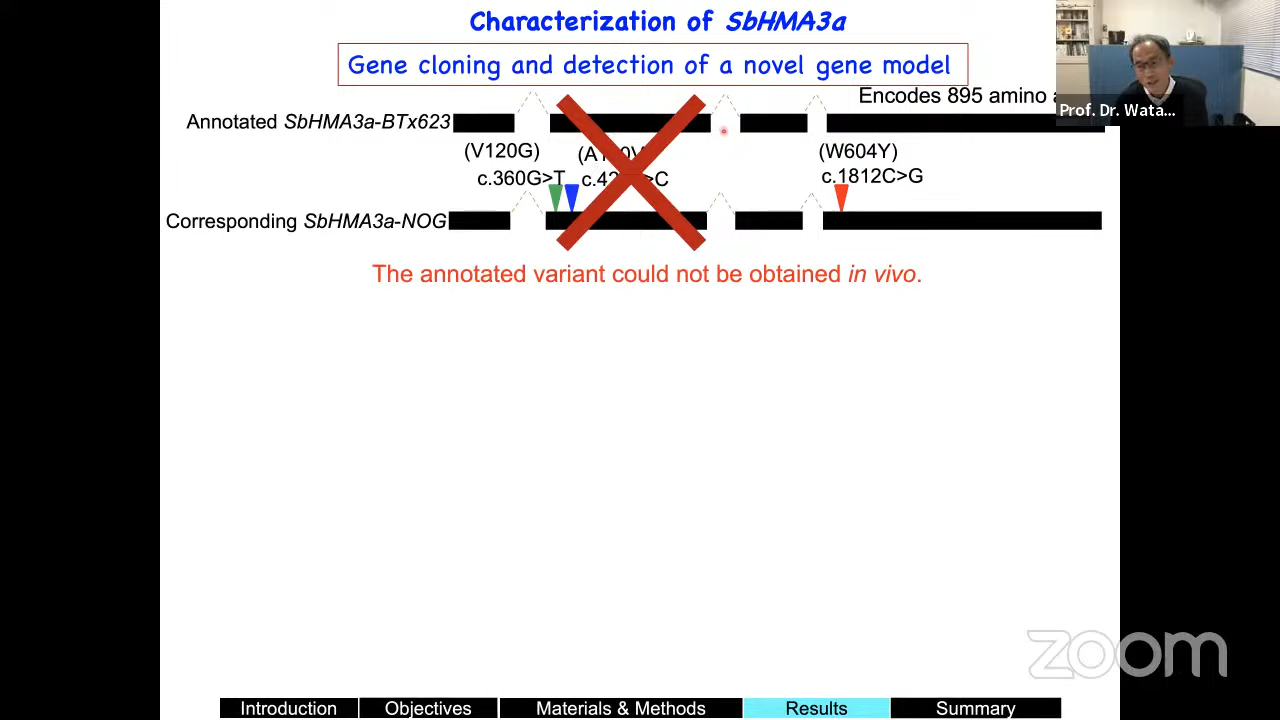 Characterization of SbHMA3a
Gene cloning and detection of a novel gene model
Encodes 895 amino
Prof. Dr. Wata...
Annotated SbHMA3a-BTx623
(V120G)
(W604Y)
c.360G>T
c.1812C>G
Corresponding SbHMA3a-NOG
The annotated variant could not be obtained in vivo.
zoom
Introduction
Objectives
Materials & Methods
Results
Summary